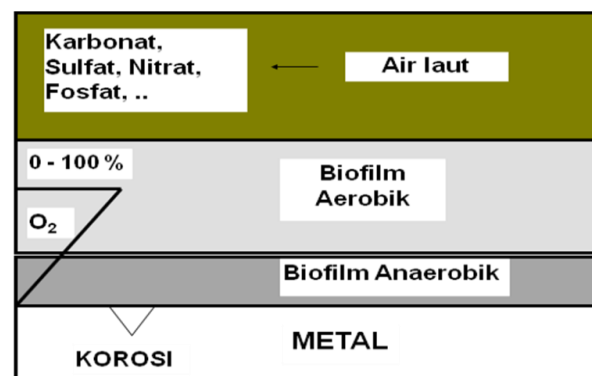 Karbonat,
Sulfat, Nitrat,
Fosfat, ..
Air laut
0 - 100 %
Biofilm
Aerobik
O₂
Biofilm Anaerobik
METAL
KOROSI